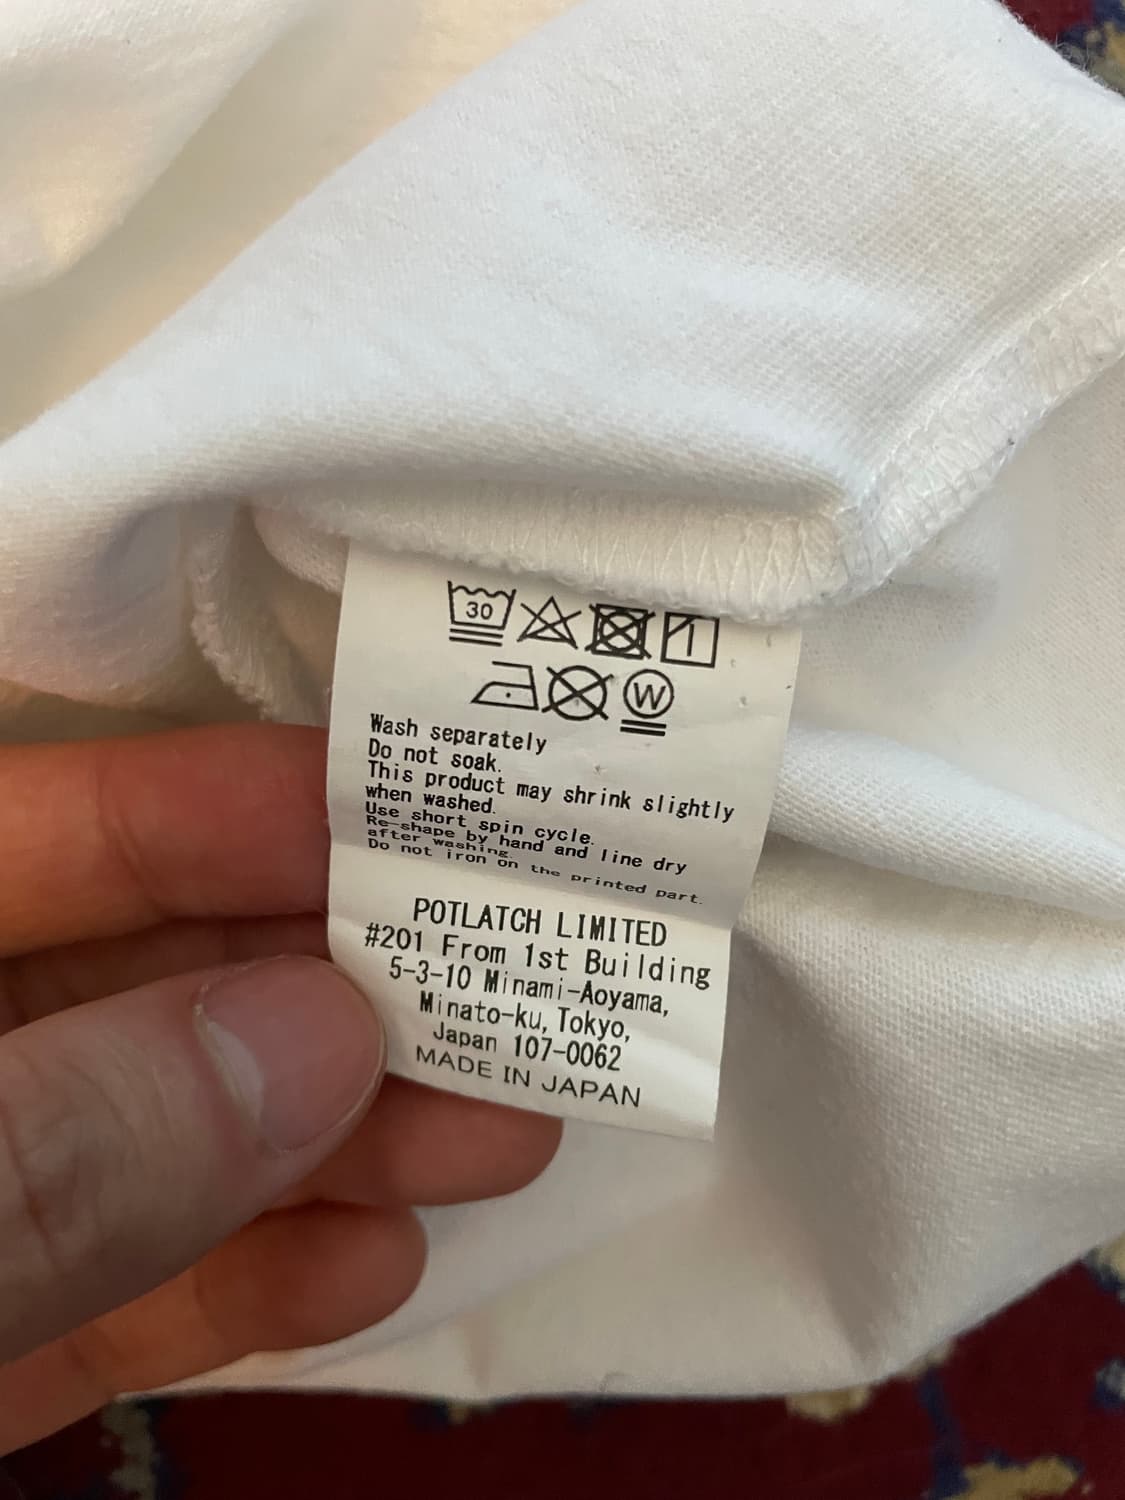 30
W
Wash separately
Do not soak.
This product may shrink slightly
when washed.
Use short spin cycle.
Re-shape by hand and line dry
after washing.
Do not iron on the printed part.
POTLATCH LIMITED
#201 From 1st Building
5-3-10 Minami-Aoyama,
Minato-ku, Tokyo,
Japan 107-0062
MADE IN JAPAN